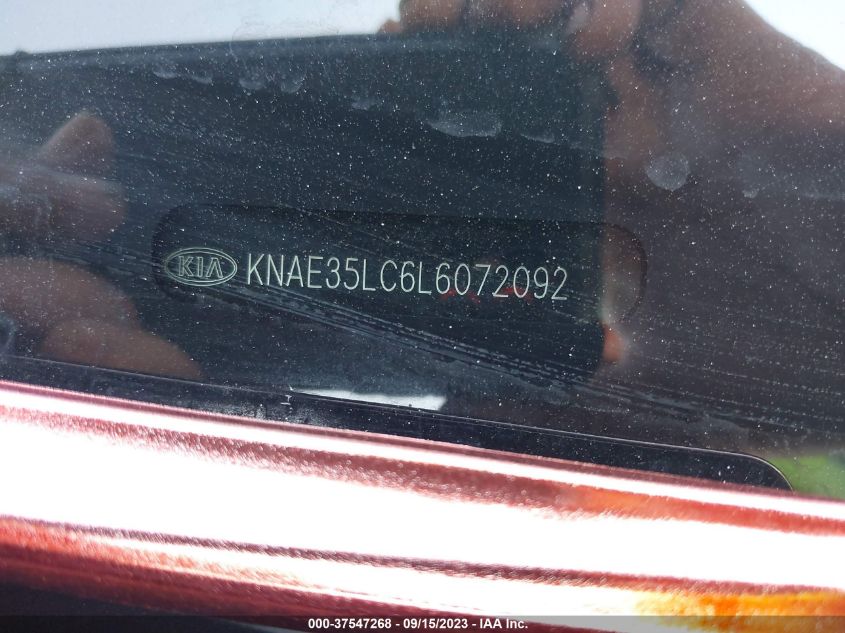 KIA KNAE35LC6L6072092
000-37547268 - 09/15/2023 - IAA Inc.